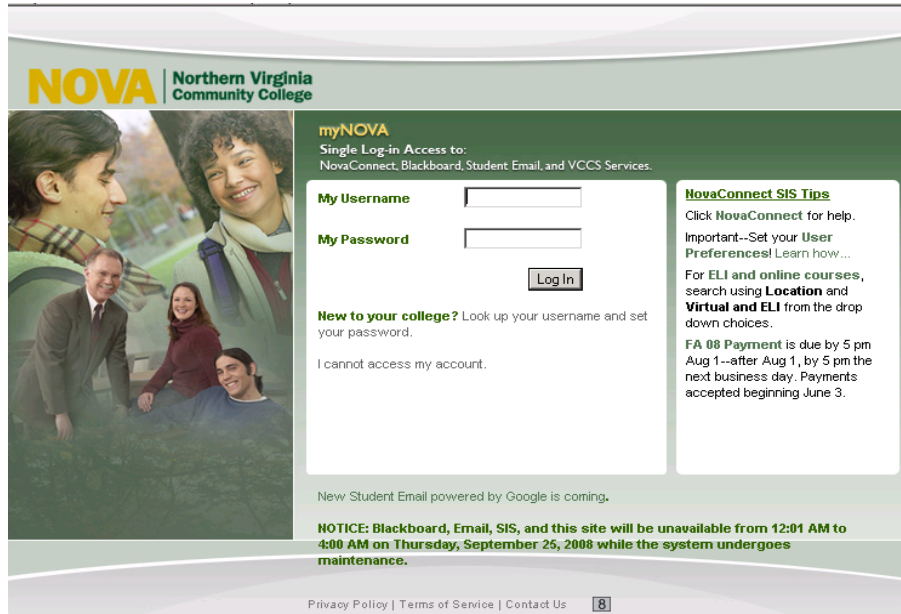 NOVA
Northern Virginia
Community College
myNOVA
Single Log-in Access to:
NovaConnect, Blackboard, Student Email, and VCCS Services.
My Username
My Password
Log In
New to your college? Look up your username and set
your password.
I cannot access my account.
NovaConnect SIS Tips
Click NovaConnect for help.
Important--Set your User
Preferences! Learn how...
For ELI and online courses,
search using Location and
Virtual and ELI from the drop
down choices.
FA 08 Payment is due by 5 pm
Aug 1--after Aug 1, by 5 pm the
next business day. Payments
accepted beginning June 3.
New Student Email powered by Google is coming.
NOTICE: Blackboard, Email, SIS, and this site will be unavailable from 12:01 AM to
4:00 AM on Thursday, September 25, 2008 while the system undergoes
maintenance.
Privacy Policy | Terms of Service | Contact Us 8